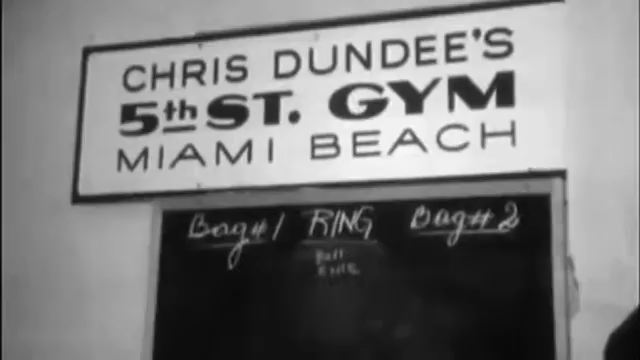 CHRIS DUNDEE'S
5th ST. GYM
MIAMI BEACH
Bag#1 RING Bag#2